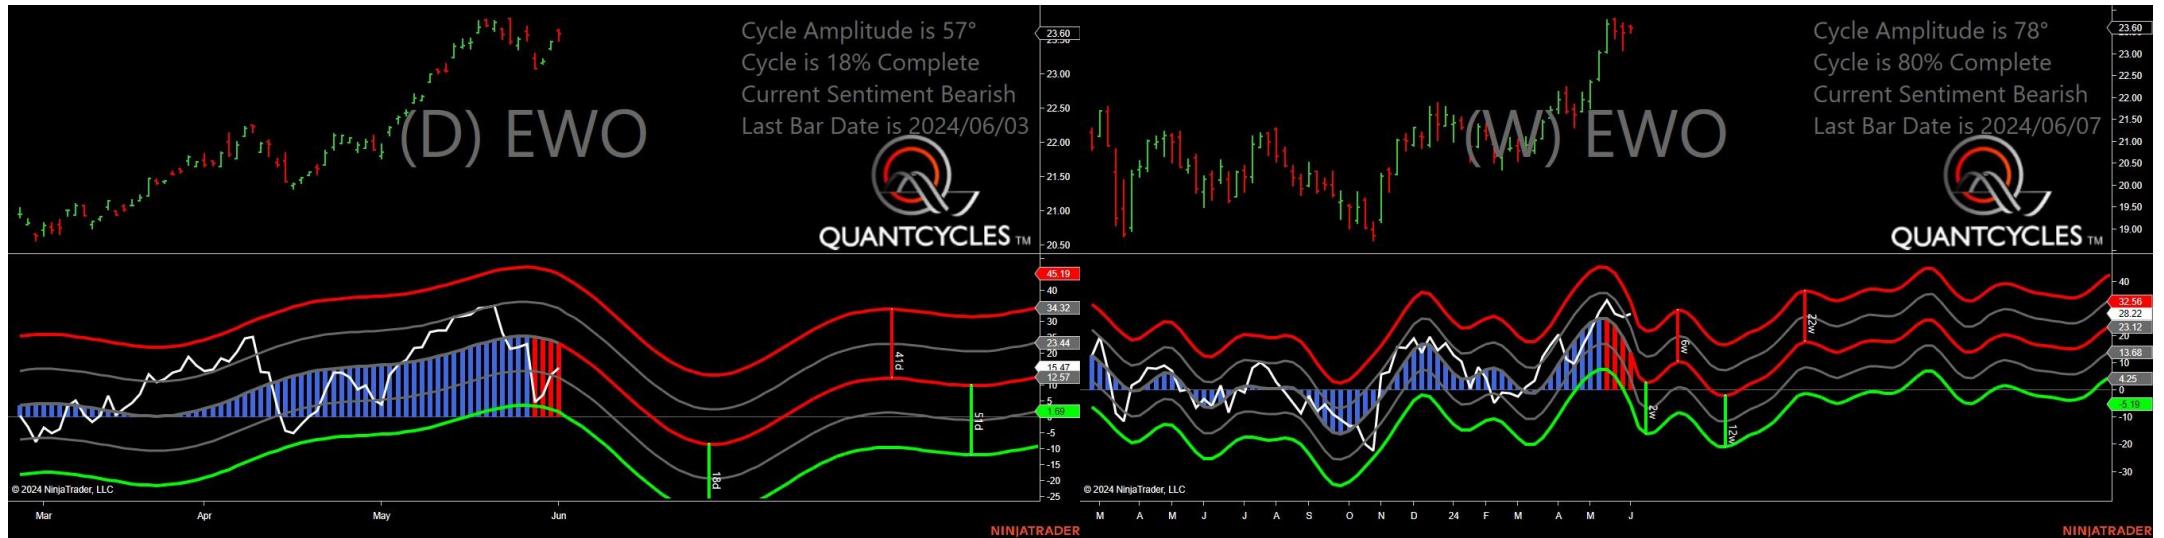 Cycle Amplitude is 57°
Cycle is 18% Complete
Current Sentiment Bearish
Last Bar Date is 2024/06/03
(D) EWO
QUANTCYCLES TM
23.60
23.00
22.50
22.00
21.50
21.00
20.50
45.19
40
34.32
30
25
23.44
20
15.47
12.57
10
5
1.69
-5
-10
-15
-20
-25
41d
51d
18d
© 2024 NinjaTrader, LLC
Mar
Apr
May
Jun
NINJATRADER
Cycle Amplitude is 78°
Cycle is 80% Complete
Current Sentiment Bearish
Last Bar Date is 2024/06/07
(W) EWO
QUANTCYCLES TM
23.60
23.00
22.50
22.00
21.50
21.00
20.50
20.00
19.50
19.00
40
32.56
28.22
23.12
20
13.68
10
4.25
0
-5.19
-10
-20
-30
6w
22w
2w
12w
© 2024 NinjaTrader, LLC
M
A
M
J
J
A
S
O
N
D
24
F
M
A
M
J
NINJATRADER